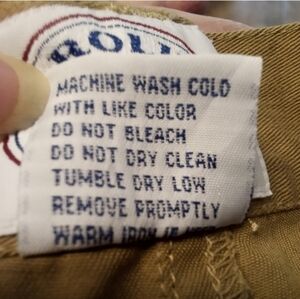 MACHINE WASH COLD
WITH LIKE COLOR
DO NOT BLEACH
DO NOT DRY CLEAN
TUMBLE DRY LOW
REMOVE PROMPTLY
WARM IRON